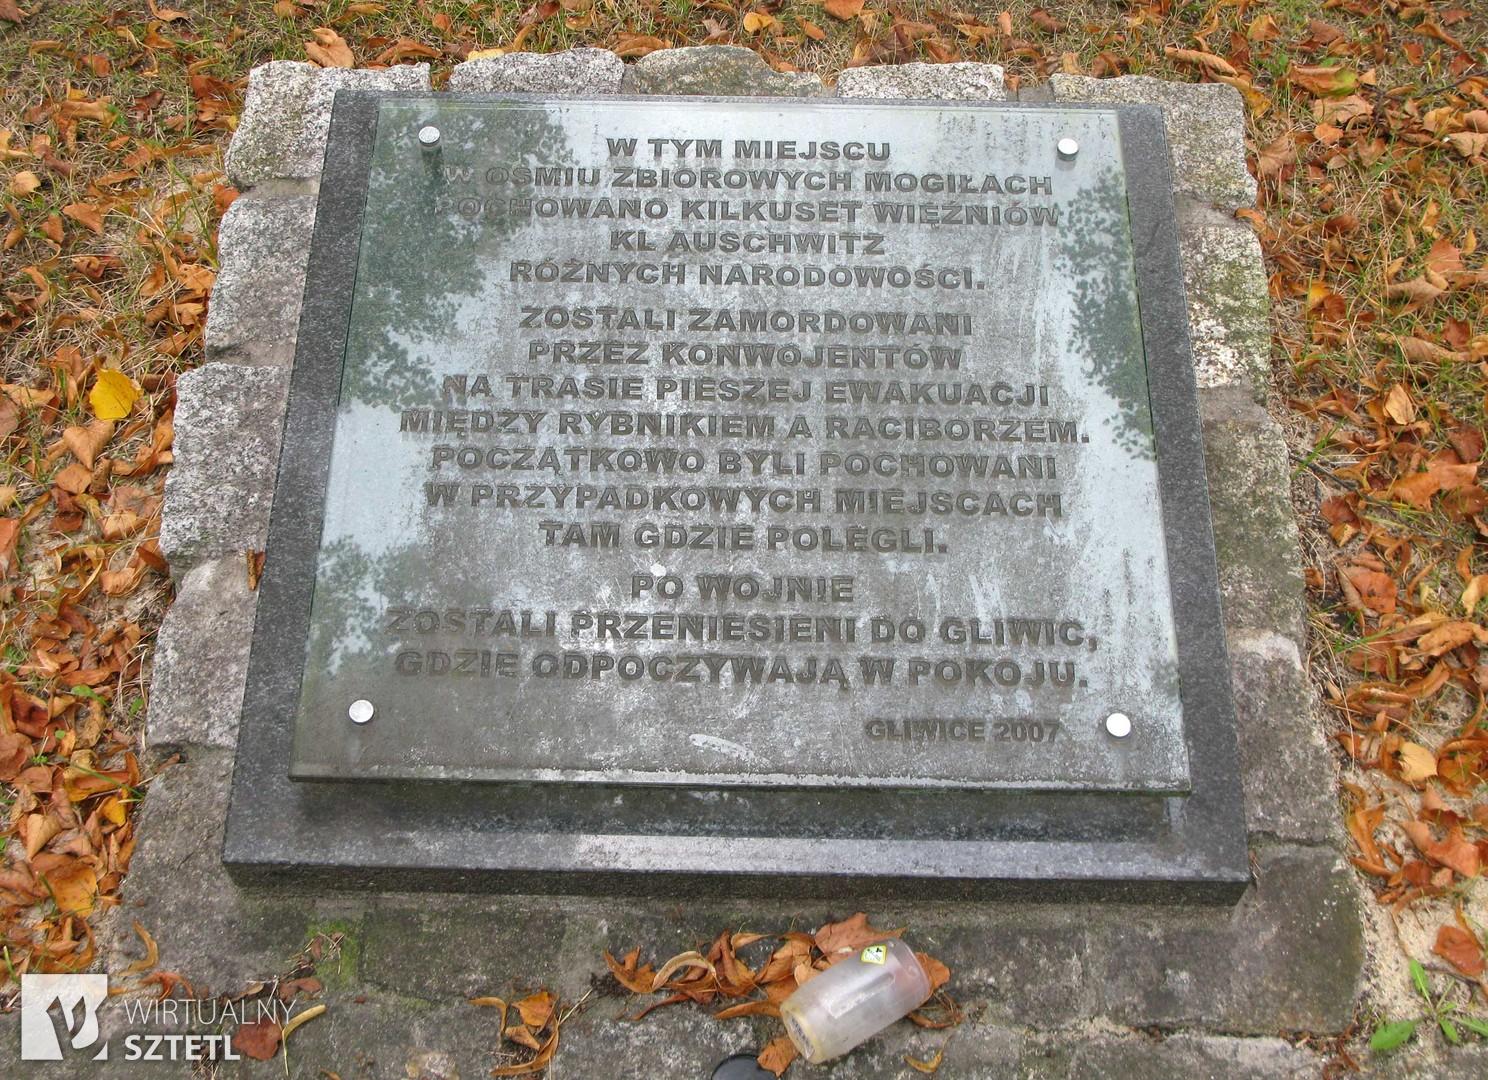 W TYM MIEJSCU
W OŚMIU ZBIOROWYCH MOGIŁACH
POCHOWANO KILKUSET WIĘŹNIÓW
KL AUSCHWITZ
RÓŻNYCH NARODOWOŚCI.
ZOSTALI ZAMORDOWANI
PRZEZ KONWOJENTÓW
NA TRASIE PIESZEJ EWAKUACJI
MIĘDZY RYBNIKIEM A RACIBORZEM.
POCZĄTKOWO BYLI POCHOWANI
W PRZYPADKOWYCH MIEJSCACH
TAM GDZIE POLEGLI.
PO WOJNIE
ZOSTALI PRZENIESIENI DO GLIWIC,
GDZIE ODPOCZYWAJĄ W POKOJU.
GLIWICE 2007
WIRTUALNY
SZTETL